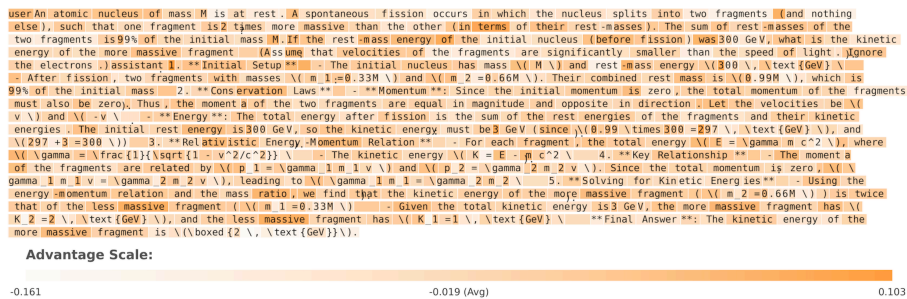 userAn atomic nucleus of mass M is at rest. A spontaneous fission occurs in which the nucleus splits into two fragments (and nothing
else), such that one fragment is2 times more massive than the other (in terms of their rest-masses). The sum of rest-masses of the
two fragments is99% of the initial mass M.If the rest-mass energy of the initial nucleus (before fission) was300 GeV, what is the kinetic
energy of the more massive fragment (Assume that velocities of the fragments are significantly smaller than the speed of light. Ignore
the electrons.)assistant1. **Initial Setup** - The initial nucleus has mass \( M \) and rest-mass energy \(300 \, \text{GeV} \
- After fission, two fragments with masses \( m_1 =0.33M \) and \( m_2 =0.66M \). Their combined rest mass is \(0.99M \), which is
99% of the initial mass 2. **Conservation Laws** - **Momentum**: Since the initial momentum is zero, the total momentum of the fragments
must also be zero. Thus, the momenta of the two fragments are equal in magnitude and opposite in direction. Let the velocities be \(
v \) and \( -v \ - **Energy**: The total energy after fission is the sum of the rest energies of the fragments and their kinetic
energies. The initial rest energy is300 GeV, so the kinetic energy must be3 GeV (since \(0.99 \times 300 =297 \, \text{GeV} \), and
\(297 +3 =300 \)) 3. **Relativistic Energy-Momentum Relation** - For each fragment, the total energy \( E = \gamma m c^2 \), where
\( \gamma = \frac{1}{\sqrt{1 - v^2/c^2}} \ - The kinetic energy \( K = E - m c^2 \ 4. **Key Relationship** - The momenta
of the fragments are related by \( p_1 = \gamma_1 m_1 v \) and \( p_2 = \gamma_2 m_2 v \). Since the total momentum is zero, \( \
gamma_1 m_1 v = \gamma_2 m_2 v \), leading to \( \gamma_1 m_1 = \gamma_2 m_2 \ 5. **Solving for Kinetic Energies** - Using the
energy-momentum relation and the mass ratio, we find that the kinetic energy of the more massive fragment ( \( m_2 =0.66M \)) is twice
that of the less massive fragment ( \( m_1 =0.33M \) - Given the total kinetic energy is3 GeV, the more massive fragment has \(
K_2 =2 \, \text{GeV} \), and the less massive fragment has \( K_1 =1 \, \text{GeV} \ **Final Answer**: The kinetic energy of the
more massive fragment is \(\boxed{2 \, \text{GeV}}\).
Advantage Scale:
-0.161 -0.019 (Avg) 0.103